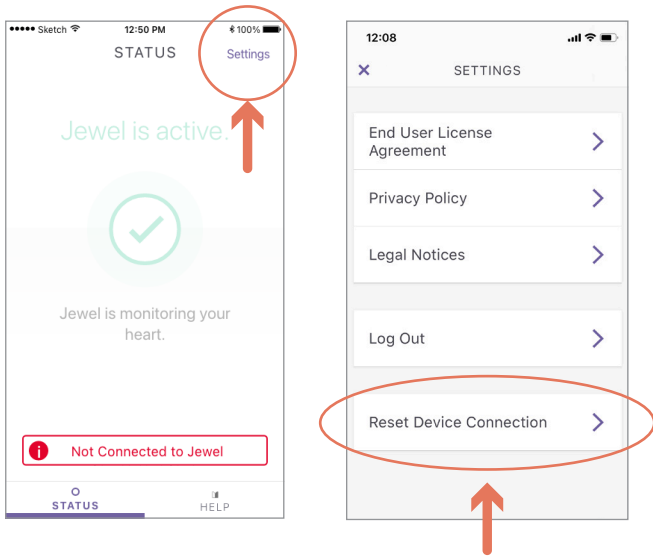 Sketch 12:50 PM 100%
STATUS Settings
Jewel is active.
Jewel is monitoring your
heart.
Not Connected to Jewel
STATUS HELP
12:08
SETTINGS
End User License
Agreement
Privacy Policy
Legal Notices
Log Out
Reset Device Connection